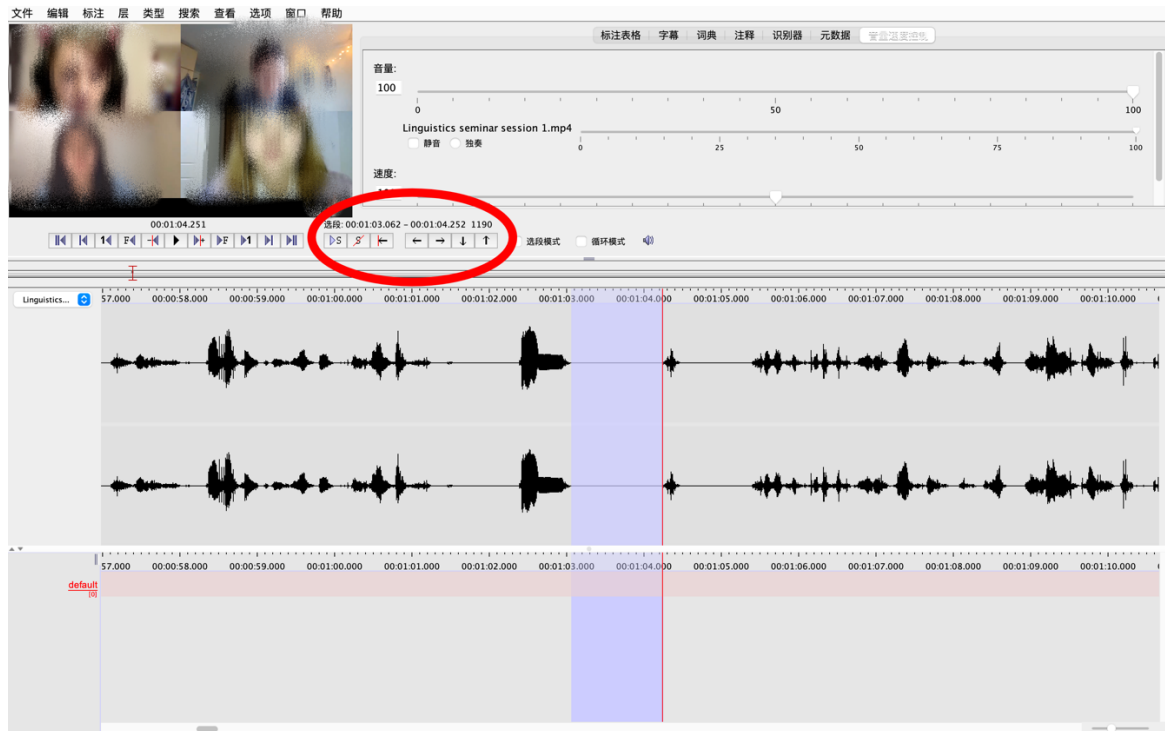 文件 编辑 标注 层 类型 搜索 查看 选项 窗口 帮助
标注表格 字幕 词典 注释 识别器 元数据
音量:
100
0 50 100
Linguistics seminar session 1.mp4
静音 独奏
0 25 50 75 100
速度:
00:01:04.251
选段: 00:01:03.062 - 00:01:04.252 1190
1 F F 1 S S 选段模式 循环模式
Linguistics...
57.000 00:00:58.000 00:00:59.000 00:01:00.000 00:01:01.000 00:01:02.000 00:01:03.000 00:01:04.000 00:01:05.000 00:01:06.000 00:01:07.000 00:01:08.000 00:01:09.000 00:01:10.000
57.000 00:00:58.000 00:00:59.000 00:01:00.000 00:01:01.000 00:01:02.000 00:01:03.000 00:01:04.000 00:01:05.000 00:01:06.000 00:01:07.000 00:01:08.000 00:01:09.000 00:01:10.000
default
[0]